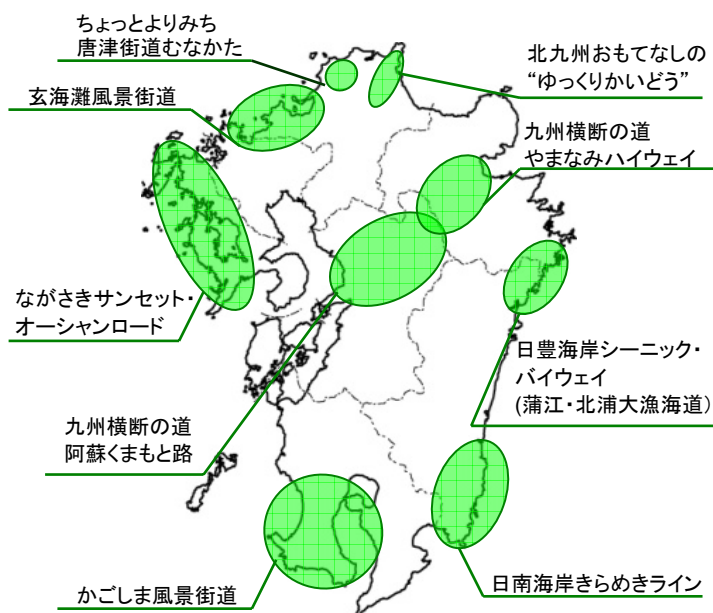 ちょっとよりみち
唐津街道むなかた
北九州おもてなしの
“ゆっくりかいどう”
玄海灘風景街道
九州横断の道
やまなみハイウェイ
ながさきサンセット・
オーシャンロード
日豊海岸シーニック・
バイウェイ
(蒲江・北浦大漁海道)
九州横断の道
阿蘇くまもと路
かごしま風景街道
日南海岸きらめきライン